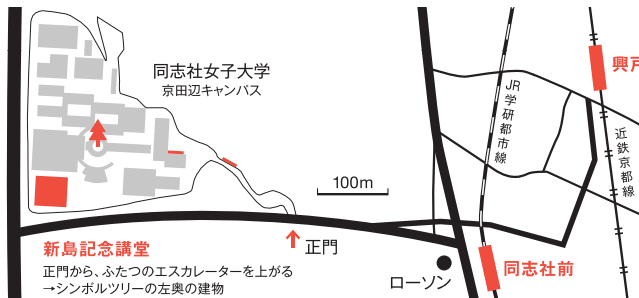 同志社女子大学
京田辺キャンパス
興戸
JR学研都市線
近鉄京都線
100m
新島記念講堂
正門から、ふたつのエスカレーターを上がる
→シンボルツリーの左奥の建物
正門
ローソン
同志社前